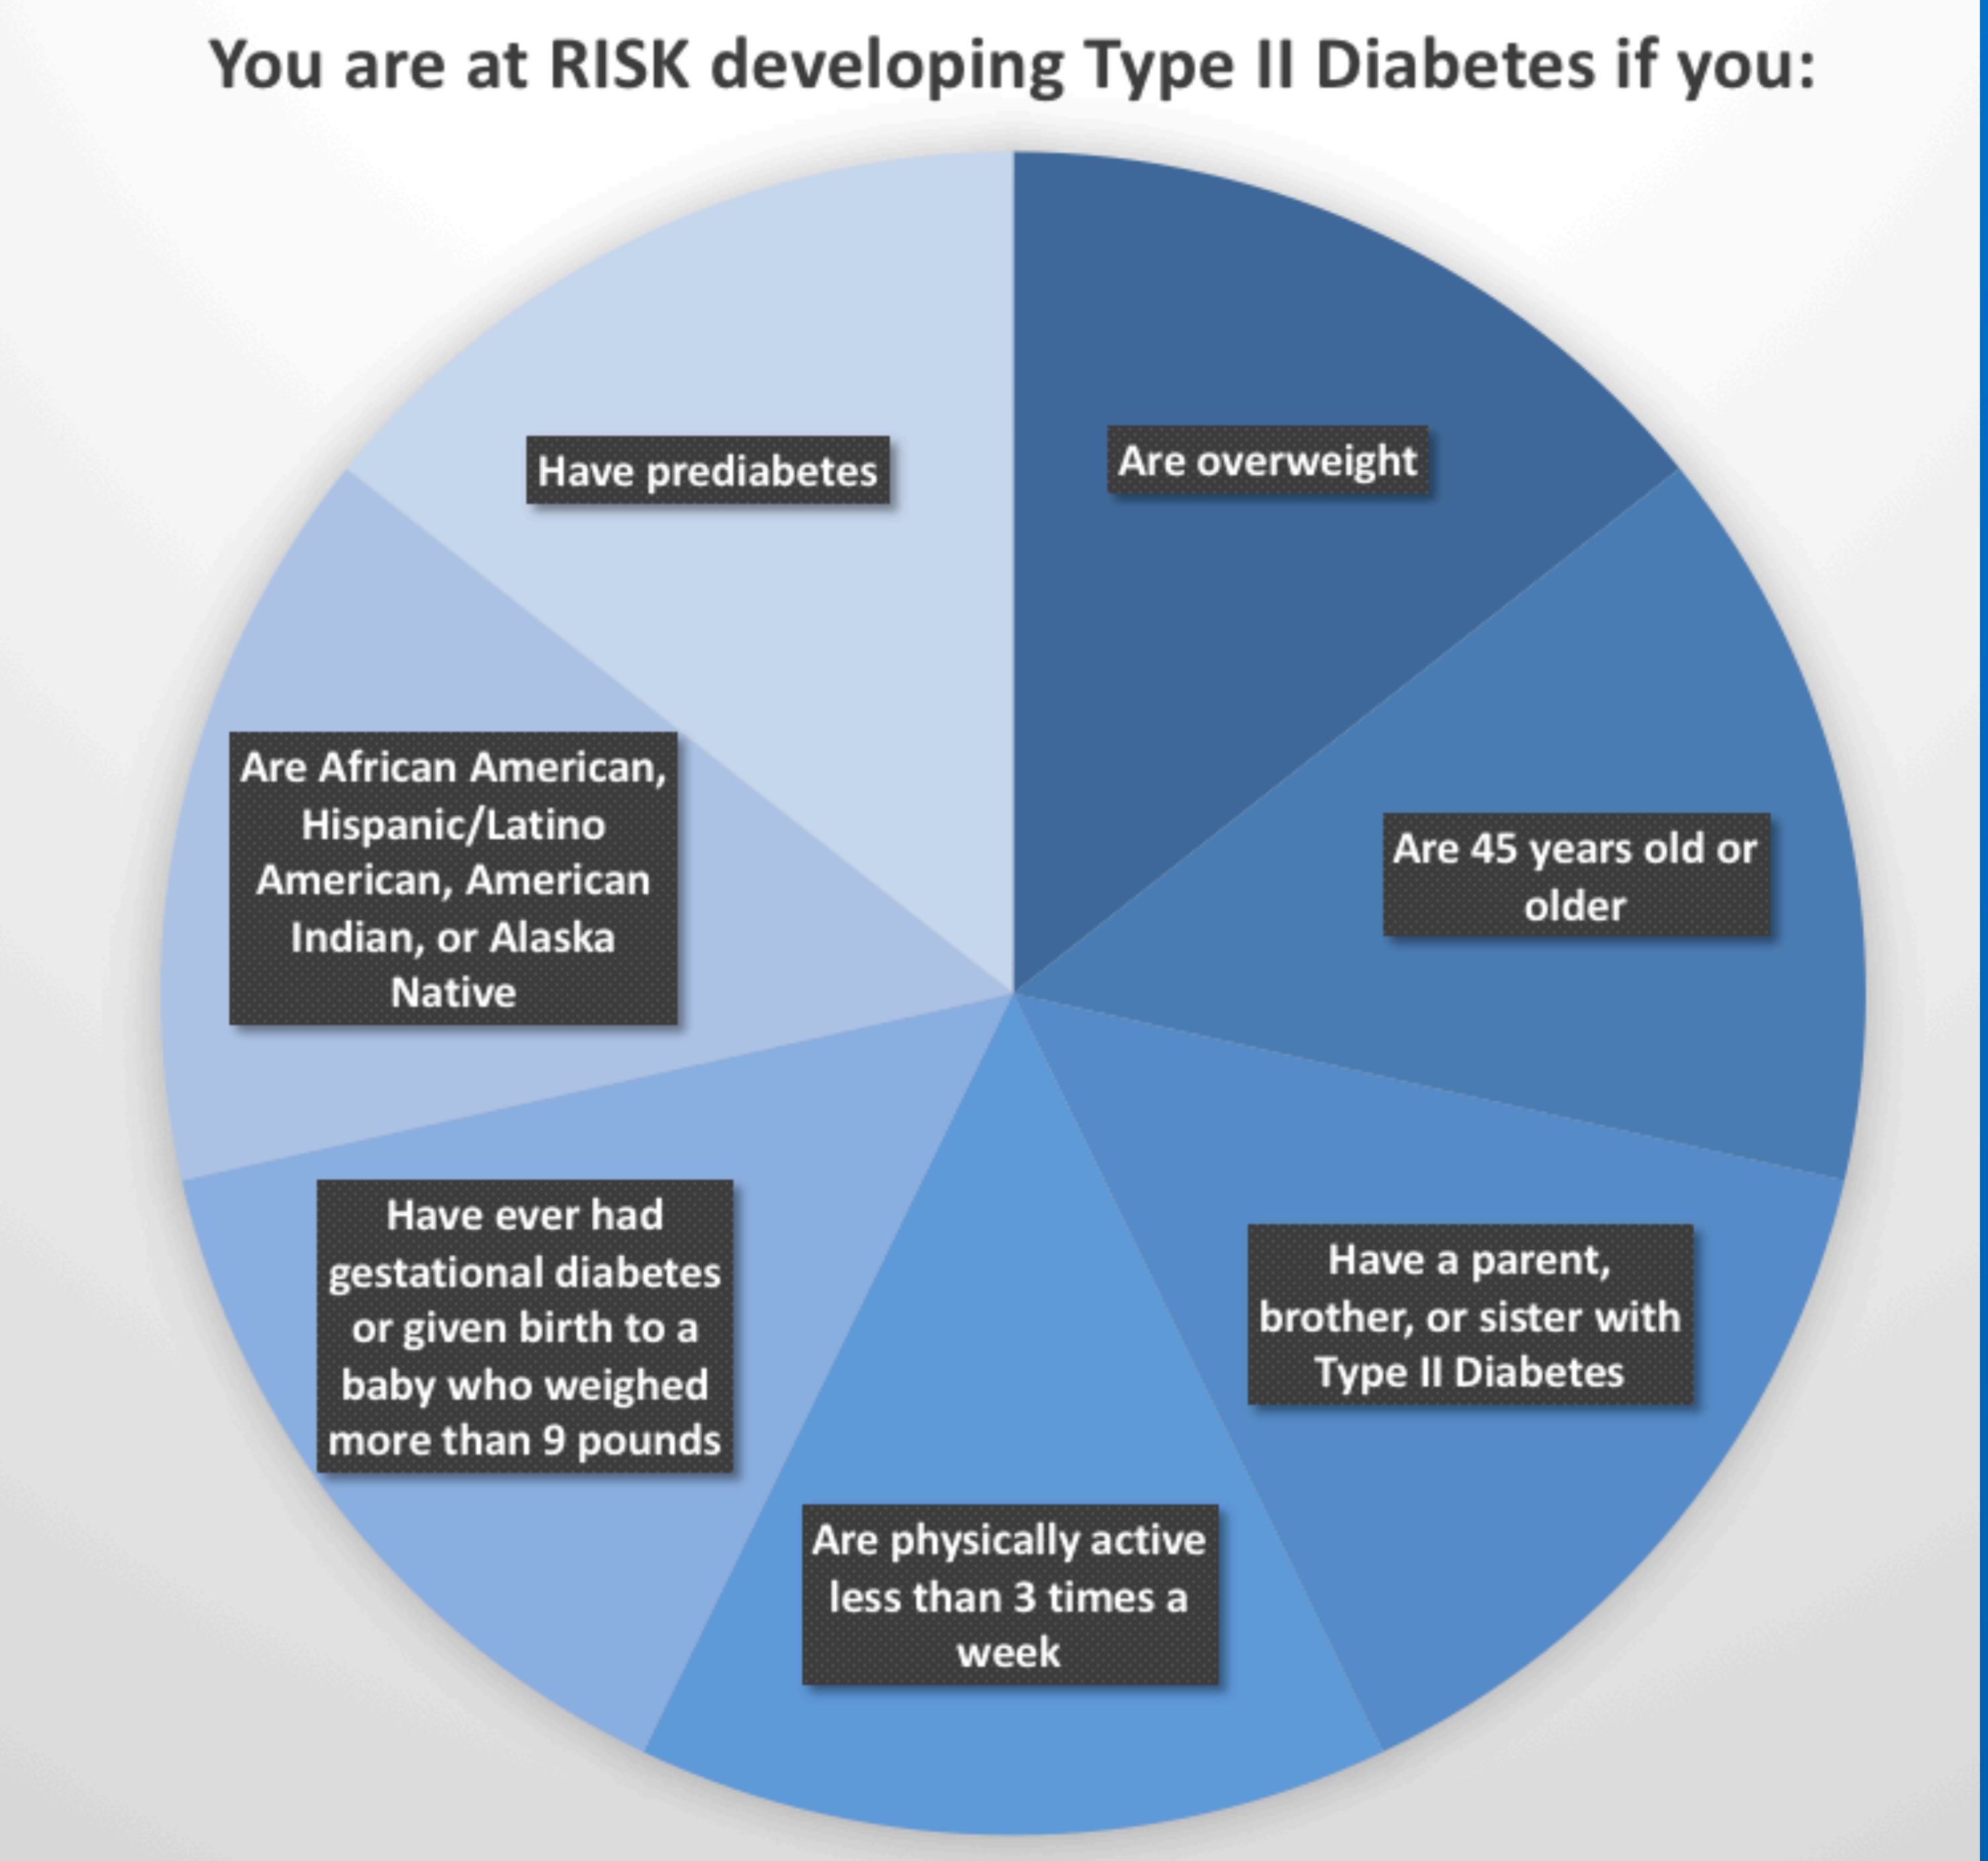 You are at RISK developing Type II Diabetes if you:
Have prediabetes
Are overweight
Are African American,
Hispanic/Latino
American, American
Indian, or Alaska
Native
Are 45 years old or
older
Have ever had
gestational diabetes
or given birth to a
baby who weighed
more than 9 pounds
Have a parent,
brother, or sister with
Type II Diabetes
Are physically active
less than 3 times a
week